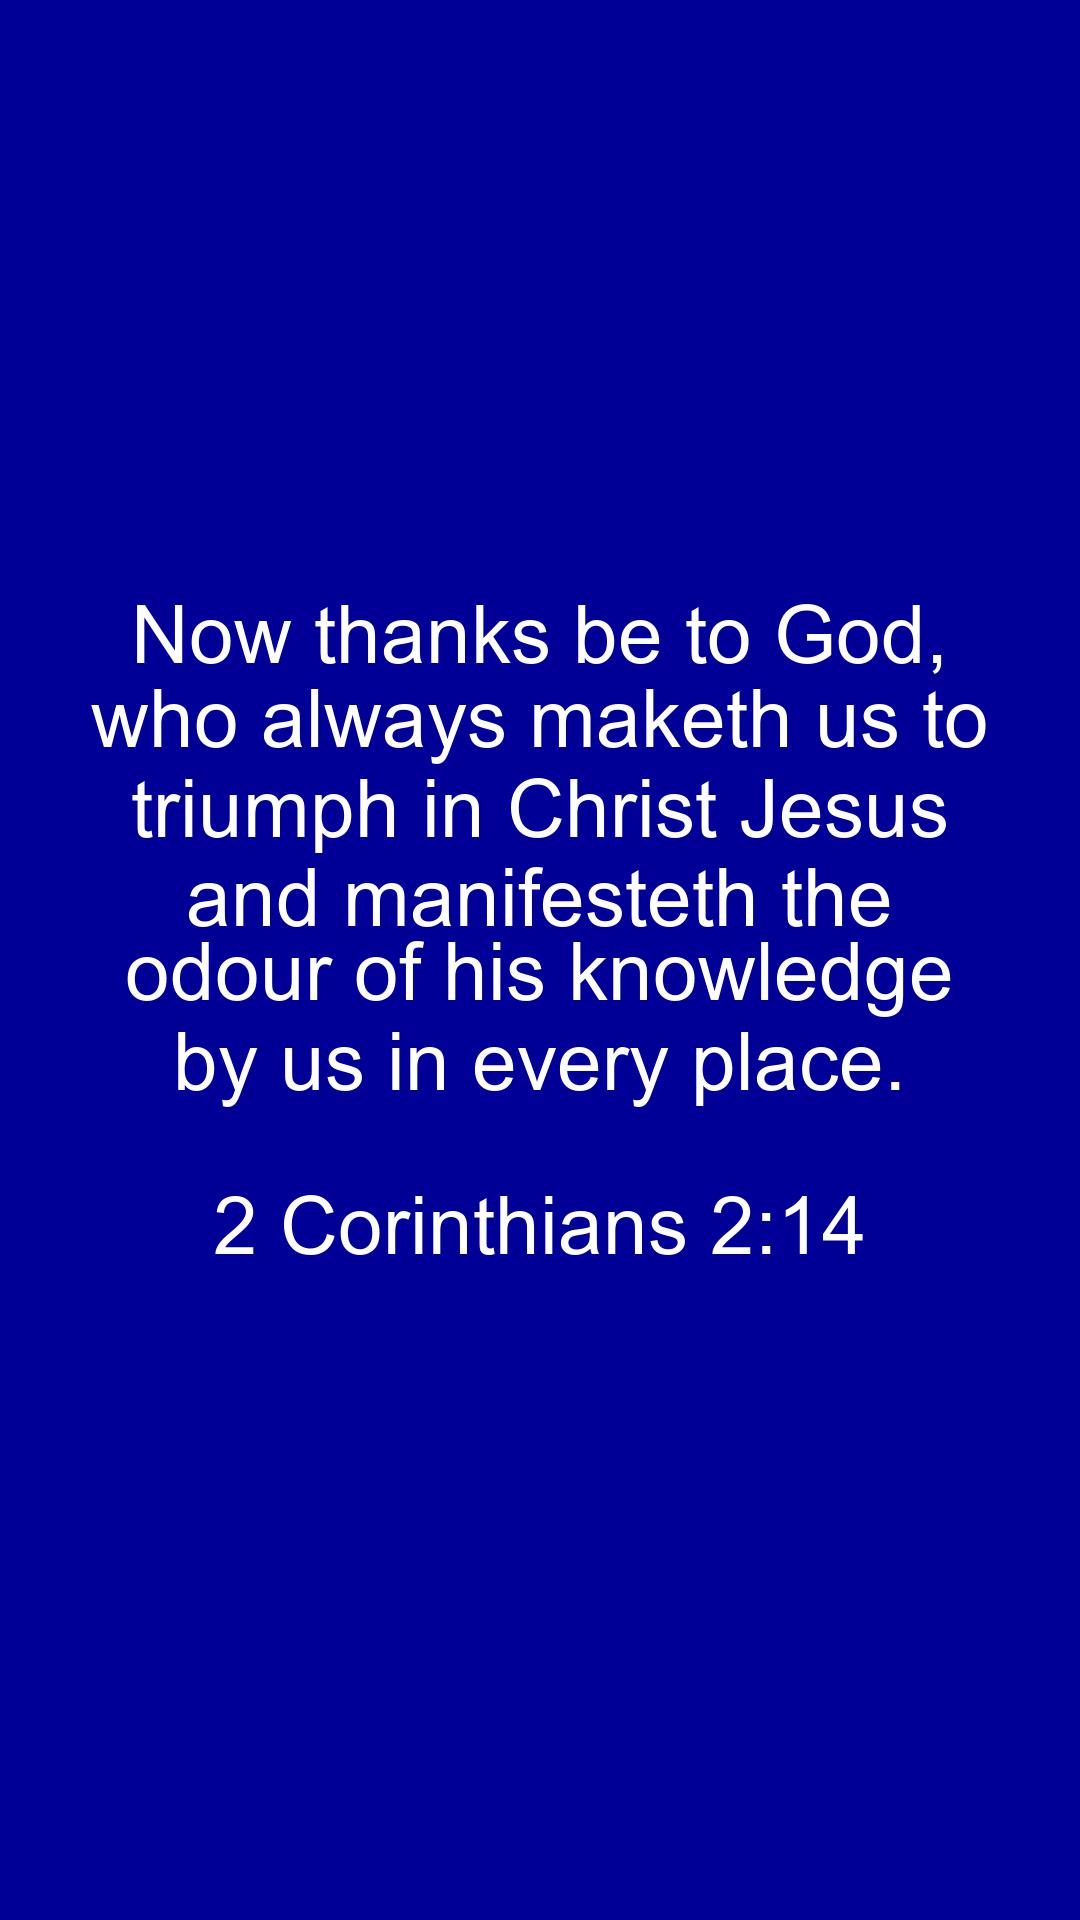 Now thanks be to God,
who always maketh us to
triumph in Christ Jesus
and manifesteth the
odour of his knowledge
by us in every place.
2 Corinthians 2:14